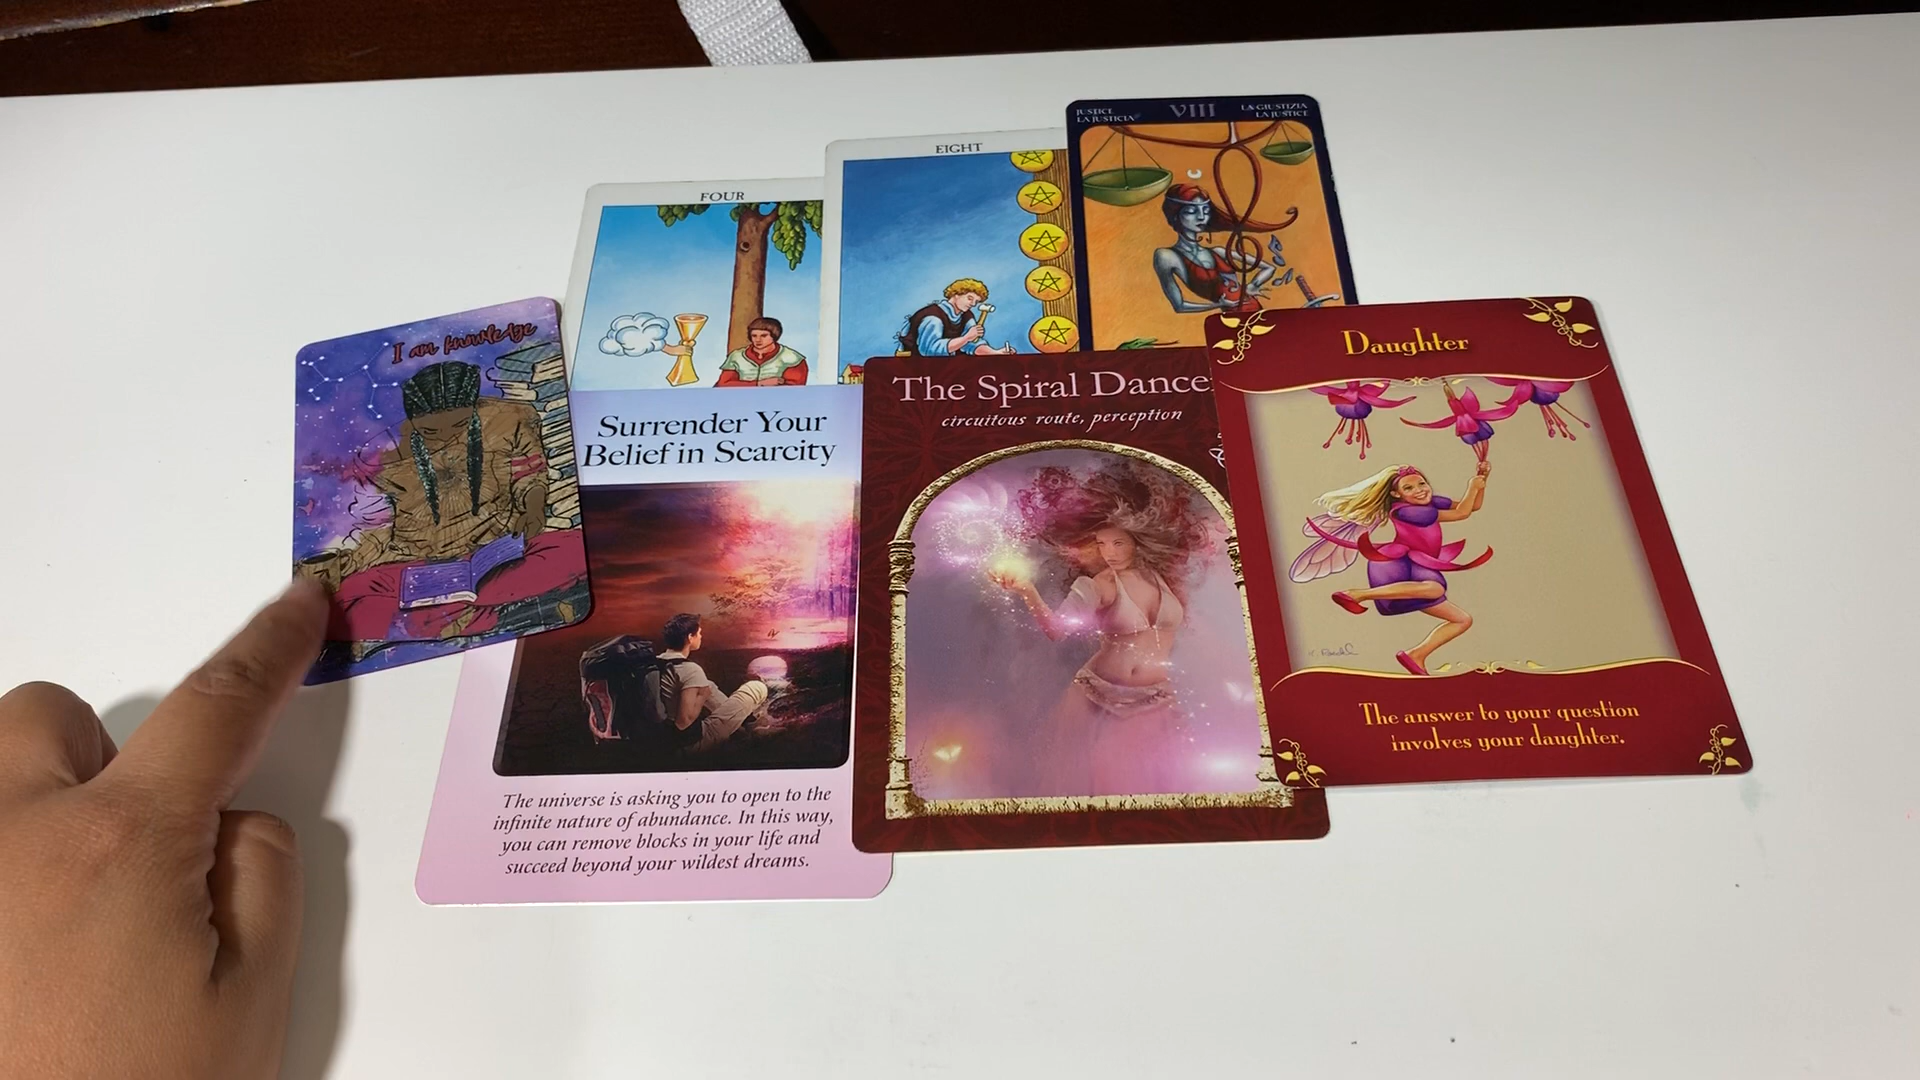 JUSTICE
LA JUSTICIA
VIII
LA GIUSTIZIA
LA JUSTICE
EIGHT
FOUR
I am knowledge
Surrender Your
Belief in Scarcity
The universe is asking you to open to the
infinite nature of abundance. In this way,
you can remove blocks in your life and
succeed beyond your wildest dreams.
The Spiral Dance
circuitous route, perception
Daughter
The answer to your question
involves your daughter.